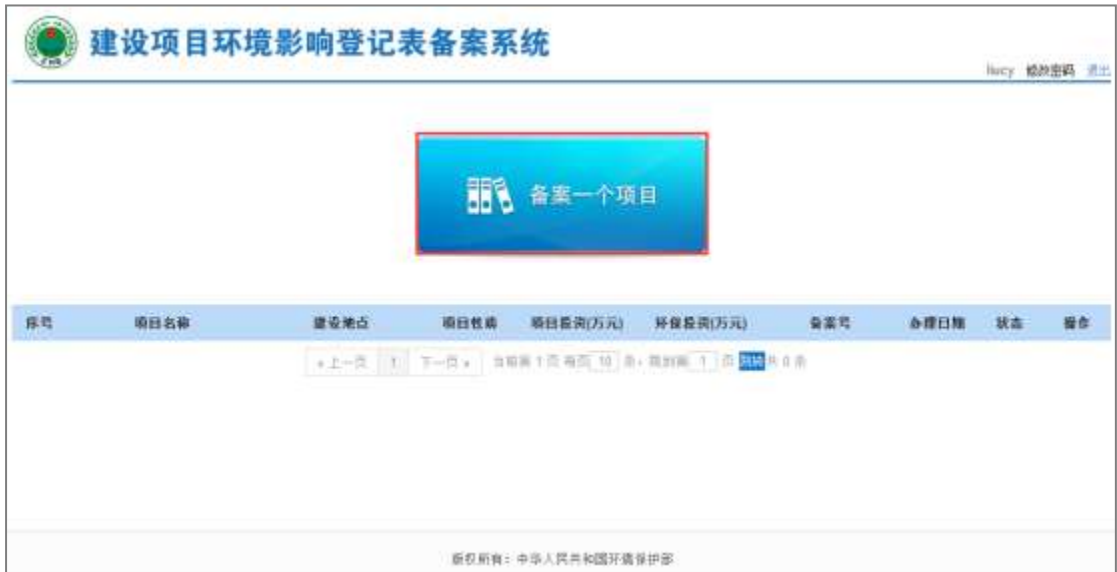 建设项目环境影响登记表备案系统
修改密码 退出
备案一个项目
序号 项目名称 建设地点 项目性质 项目投资(万元) 环保投资(万元) 备案号 办理日期 状态 操作
«上一页 1 下一页» 当前第 1 页 每页 10 条，跳到第 1 页 跳转 共 0 条
版权所有：中华人民共和国环境保护部